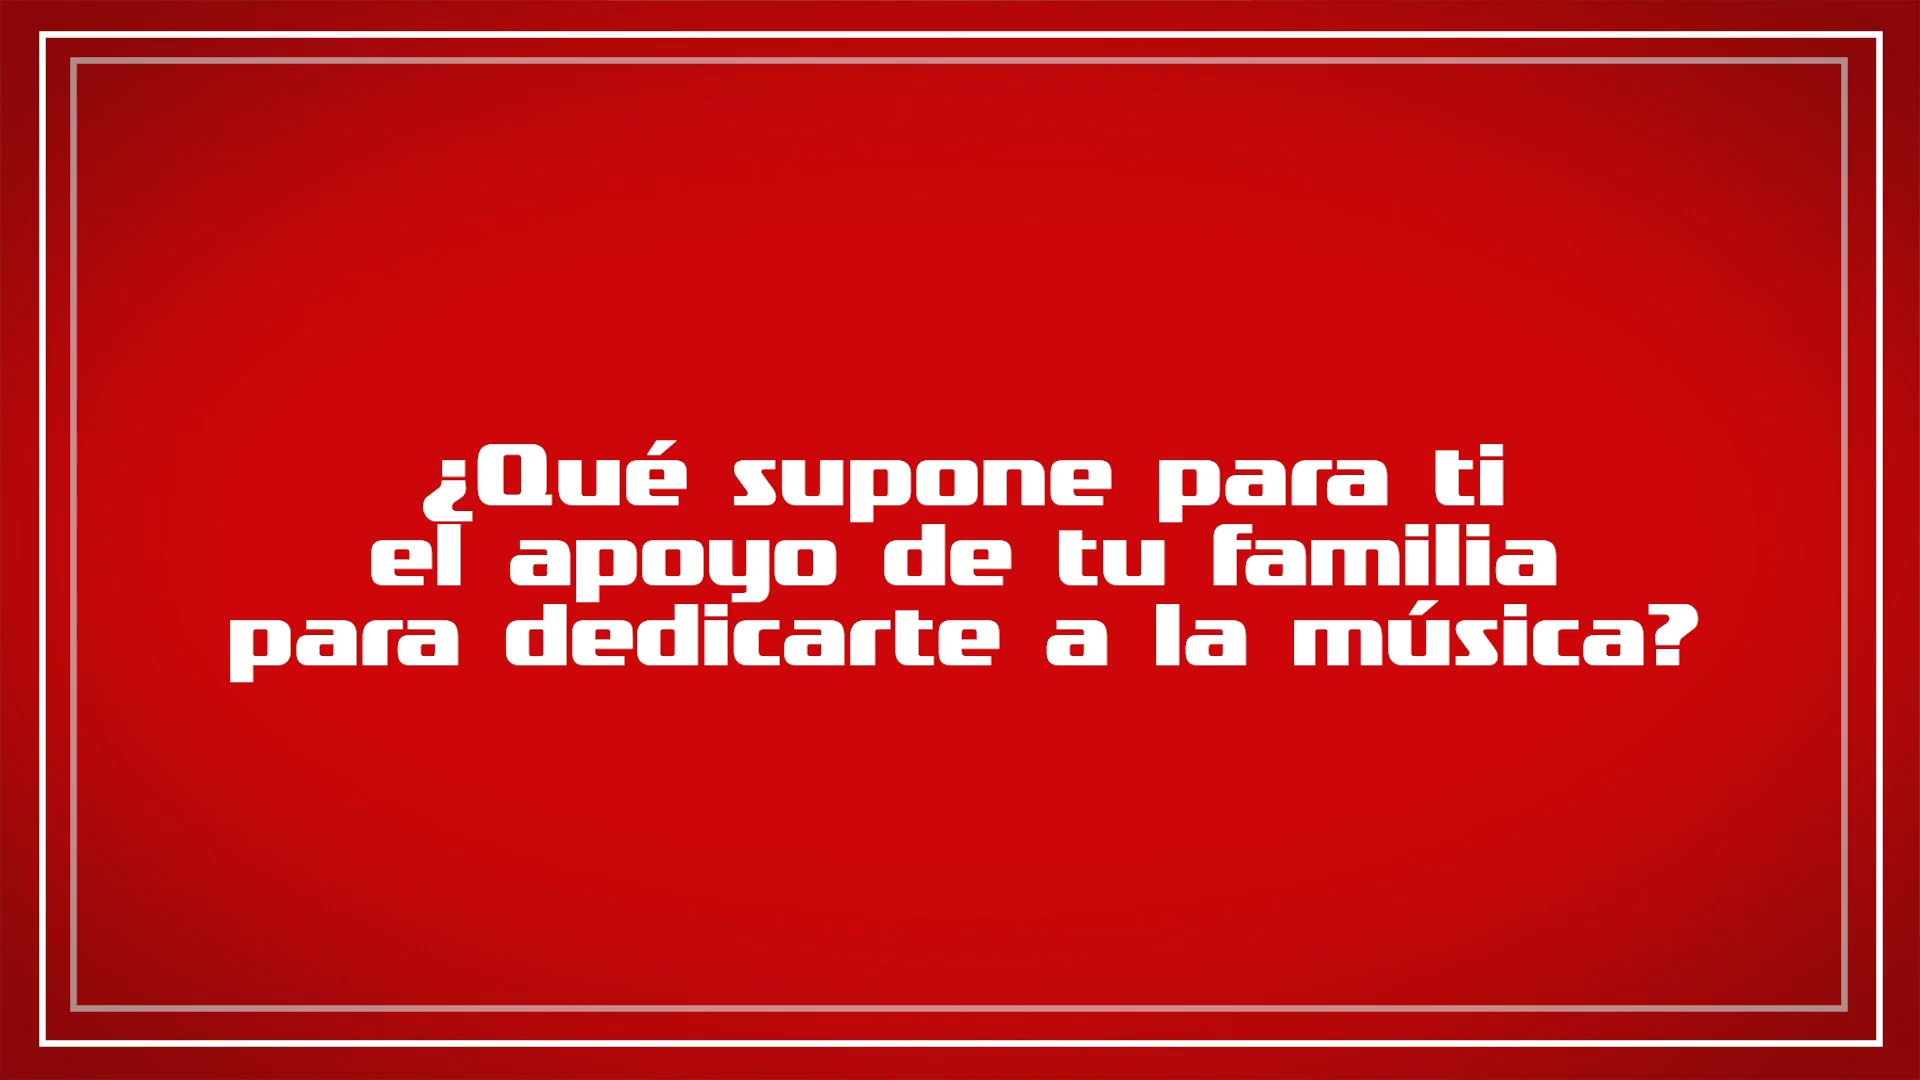 ¿Qué supone para ti
el apoyo de tu familia
para dedicarte a la música?